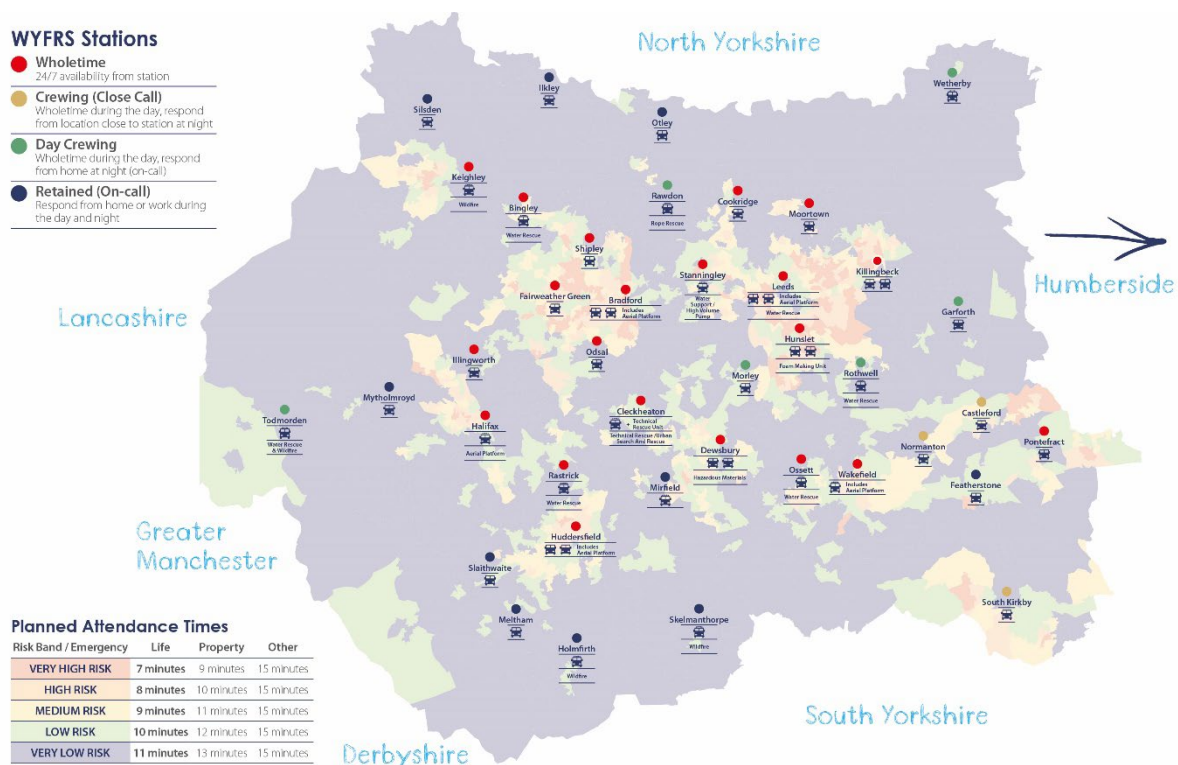 WYFRS Stations
Wholetime
24/7 availability from station
Crewing (Close Call)
Wholetime during the day, respond
from location close to station at night
Day Crewing
Wholetime during the day, respond
from home at night (on-call)
Retained (On-call)
Respond from home or work during
the day and night
North Yorkshire
Lancashire
Humberside
Greater
Manchester
Derbyshire
South Yorkshire
Wetherby
Ilkley
Silsden
Otley
Keighley
Wildfire
Bingley
Water Rescue
Rawdon
Rope Rescue
Cookridge
Moortown
Shipley
Stanningley
Water
Support /
High Volume
Pump
Leeds
Includes
Aerial Platform
Water Rescue
Killingbeck
Fairweather Green
Bradford
Includes
Aerial Platform
Garforth
Hunslet
Foam Making Unit
Odsal
Illingworth
Morley
Rothwell
Water Rescue
Mytholmroyd
Todmorden
Water Rescue
& Wildfire
Halifax
Aerial Platform
Cleckheaton
+ Technical
Rescue Unit
Technical Rescue /Urban
Search And Rescue
Castleford
Normanton
Pontefract
Dewsbury
Hazardous Materials
Ossett
Water Rescue
Wakefield
Includes
Aerial Platform
Featherstone
Rastrick
Water Rescue
Mirfield
Huddersfield
Includes
Aerial Platform
Slaithwaite
Meltham
Holmfirth
Wildfire
Skelmanthorpe
Wildfire
South Kirkby
Planned Attendance Times
Risk Band / Emergency Life Property Other
VERY HIGH RISK 7 minutes 9 minutes 15 minutes
HIGH RISK 8 minutes 10 minutes 15 minutes
MEDIUM RISK 9 minutes 11 minutes 15 minutes
LOW RISK 10 minutes 12 minutes 15 minutes
VERY LOW RISK 11 minutes 13 minutes 15 minutes